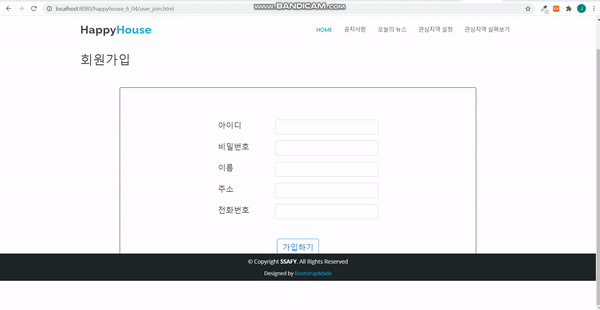 localhost:8080/happyhouse_6_04/user_join.html
www.BANDICAM.com
HappyHouse
HOME 공지사항 오늘의 뉴스 관심지역 설정 관심지역 살펴보기
회원가입
아이디
비밀번호
이름
주소
전화번호
가입하기
© Copyright SSAFY. All Rights Reserved
Designed by BootstrapMade